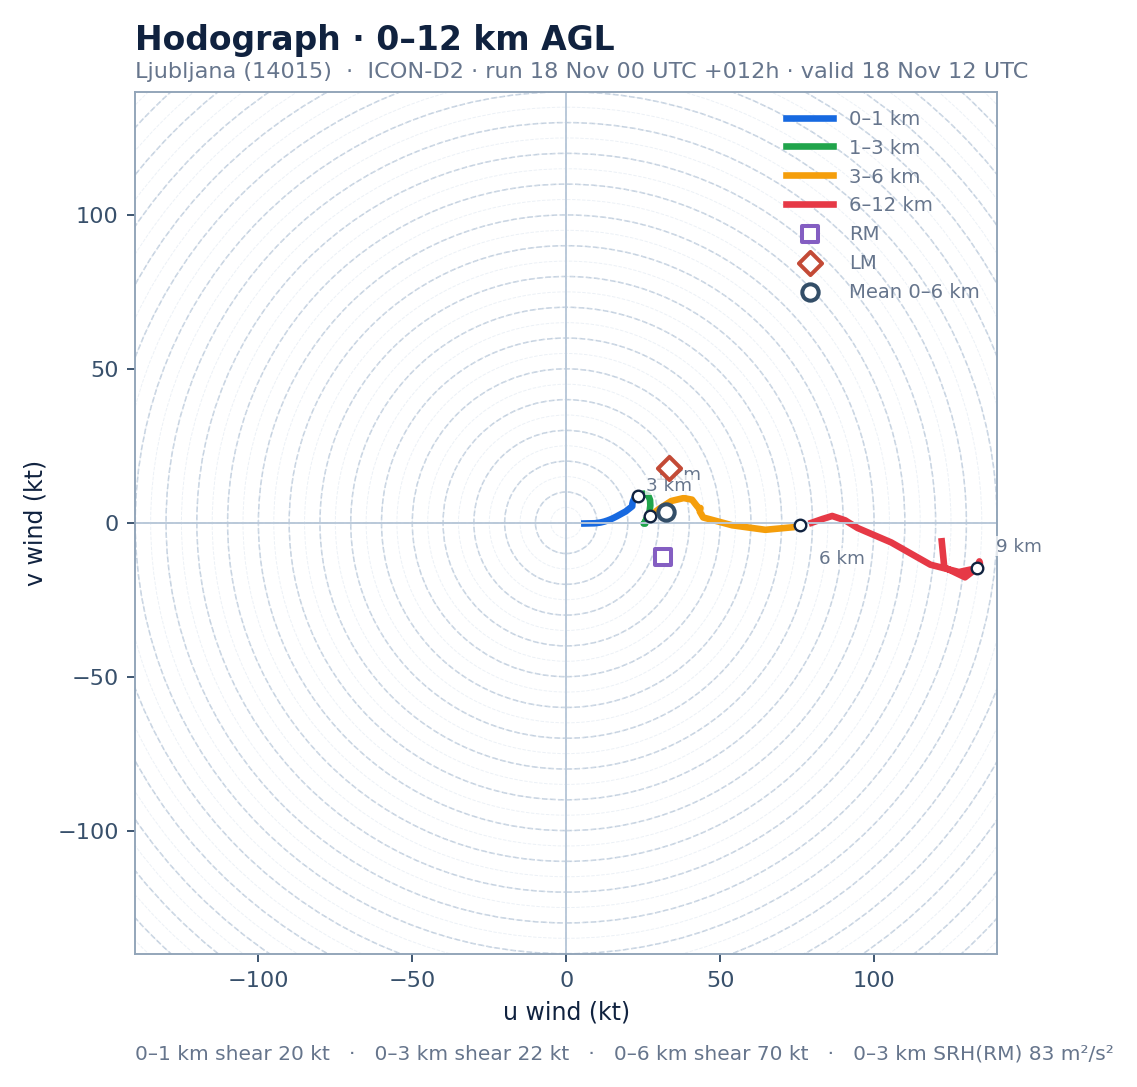 Hodograph · 0–12 km AGL
Ljubljana (14015) · ICON-D2 · run 18 Nov 00 UTC +012h · valid 18 Nov 12 UTC
0–1 km
1–3 km
3–6 km
6–12 km
RM
LM
Mean 0–6 km
100
50
0
−50
−100
v wind (kt)
3 km
6 km
9 km
−100
−50
0
50
100
u wind (kt)
0–1 km shear 20 kt · 0–3 km shear 22 kt · 0–6 km shear 70 kt · 0–3 km SRH(RM) 83 m²/s²